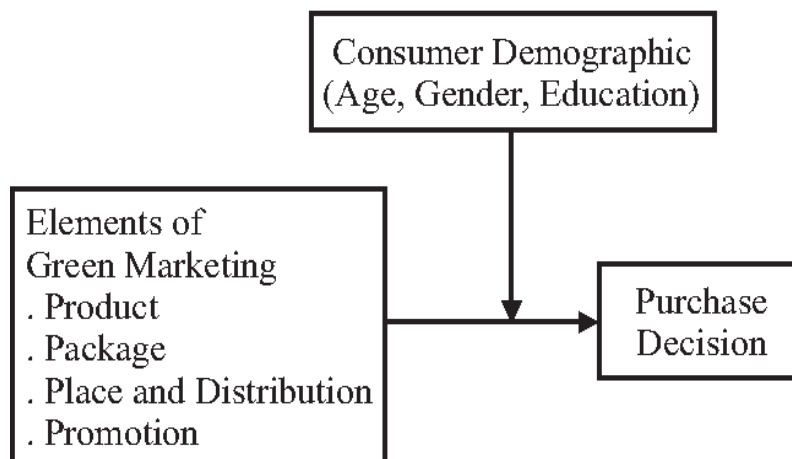 Consumer Demographic
(Age, Gender, Education)
Elements of
Green Marketing
. Product
. Package
. Place and Distribution
. Promotion
Purchase
Decision